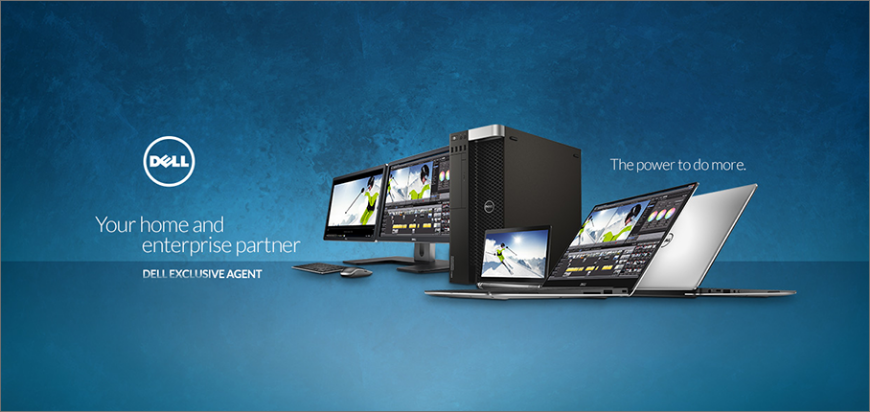 DELL
Your home and
enterprise partner
DELL EXCLUSIVE AGENT
The power to do more.